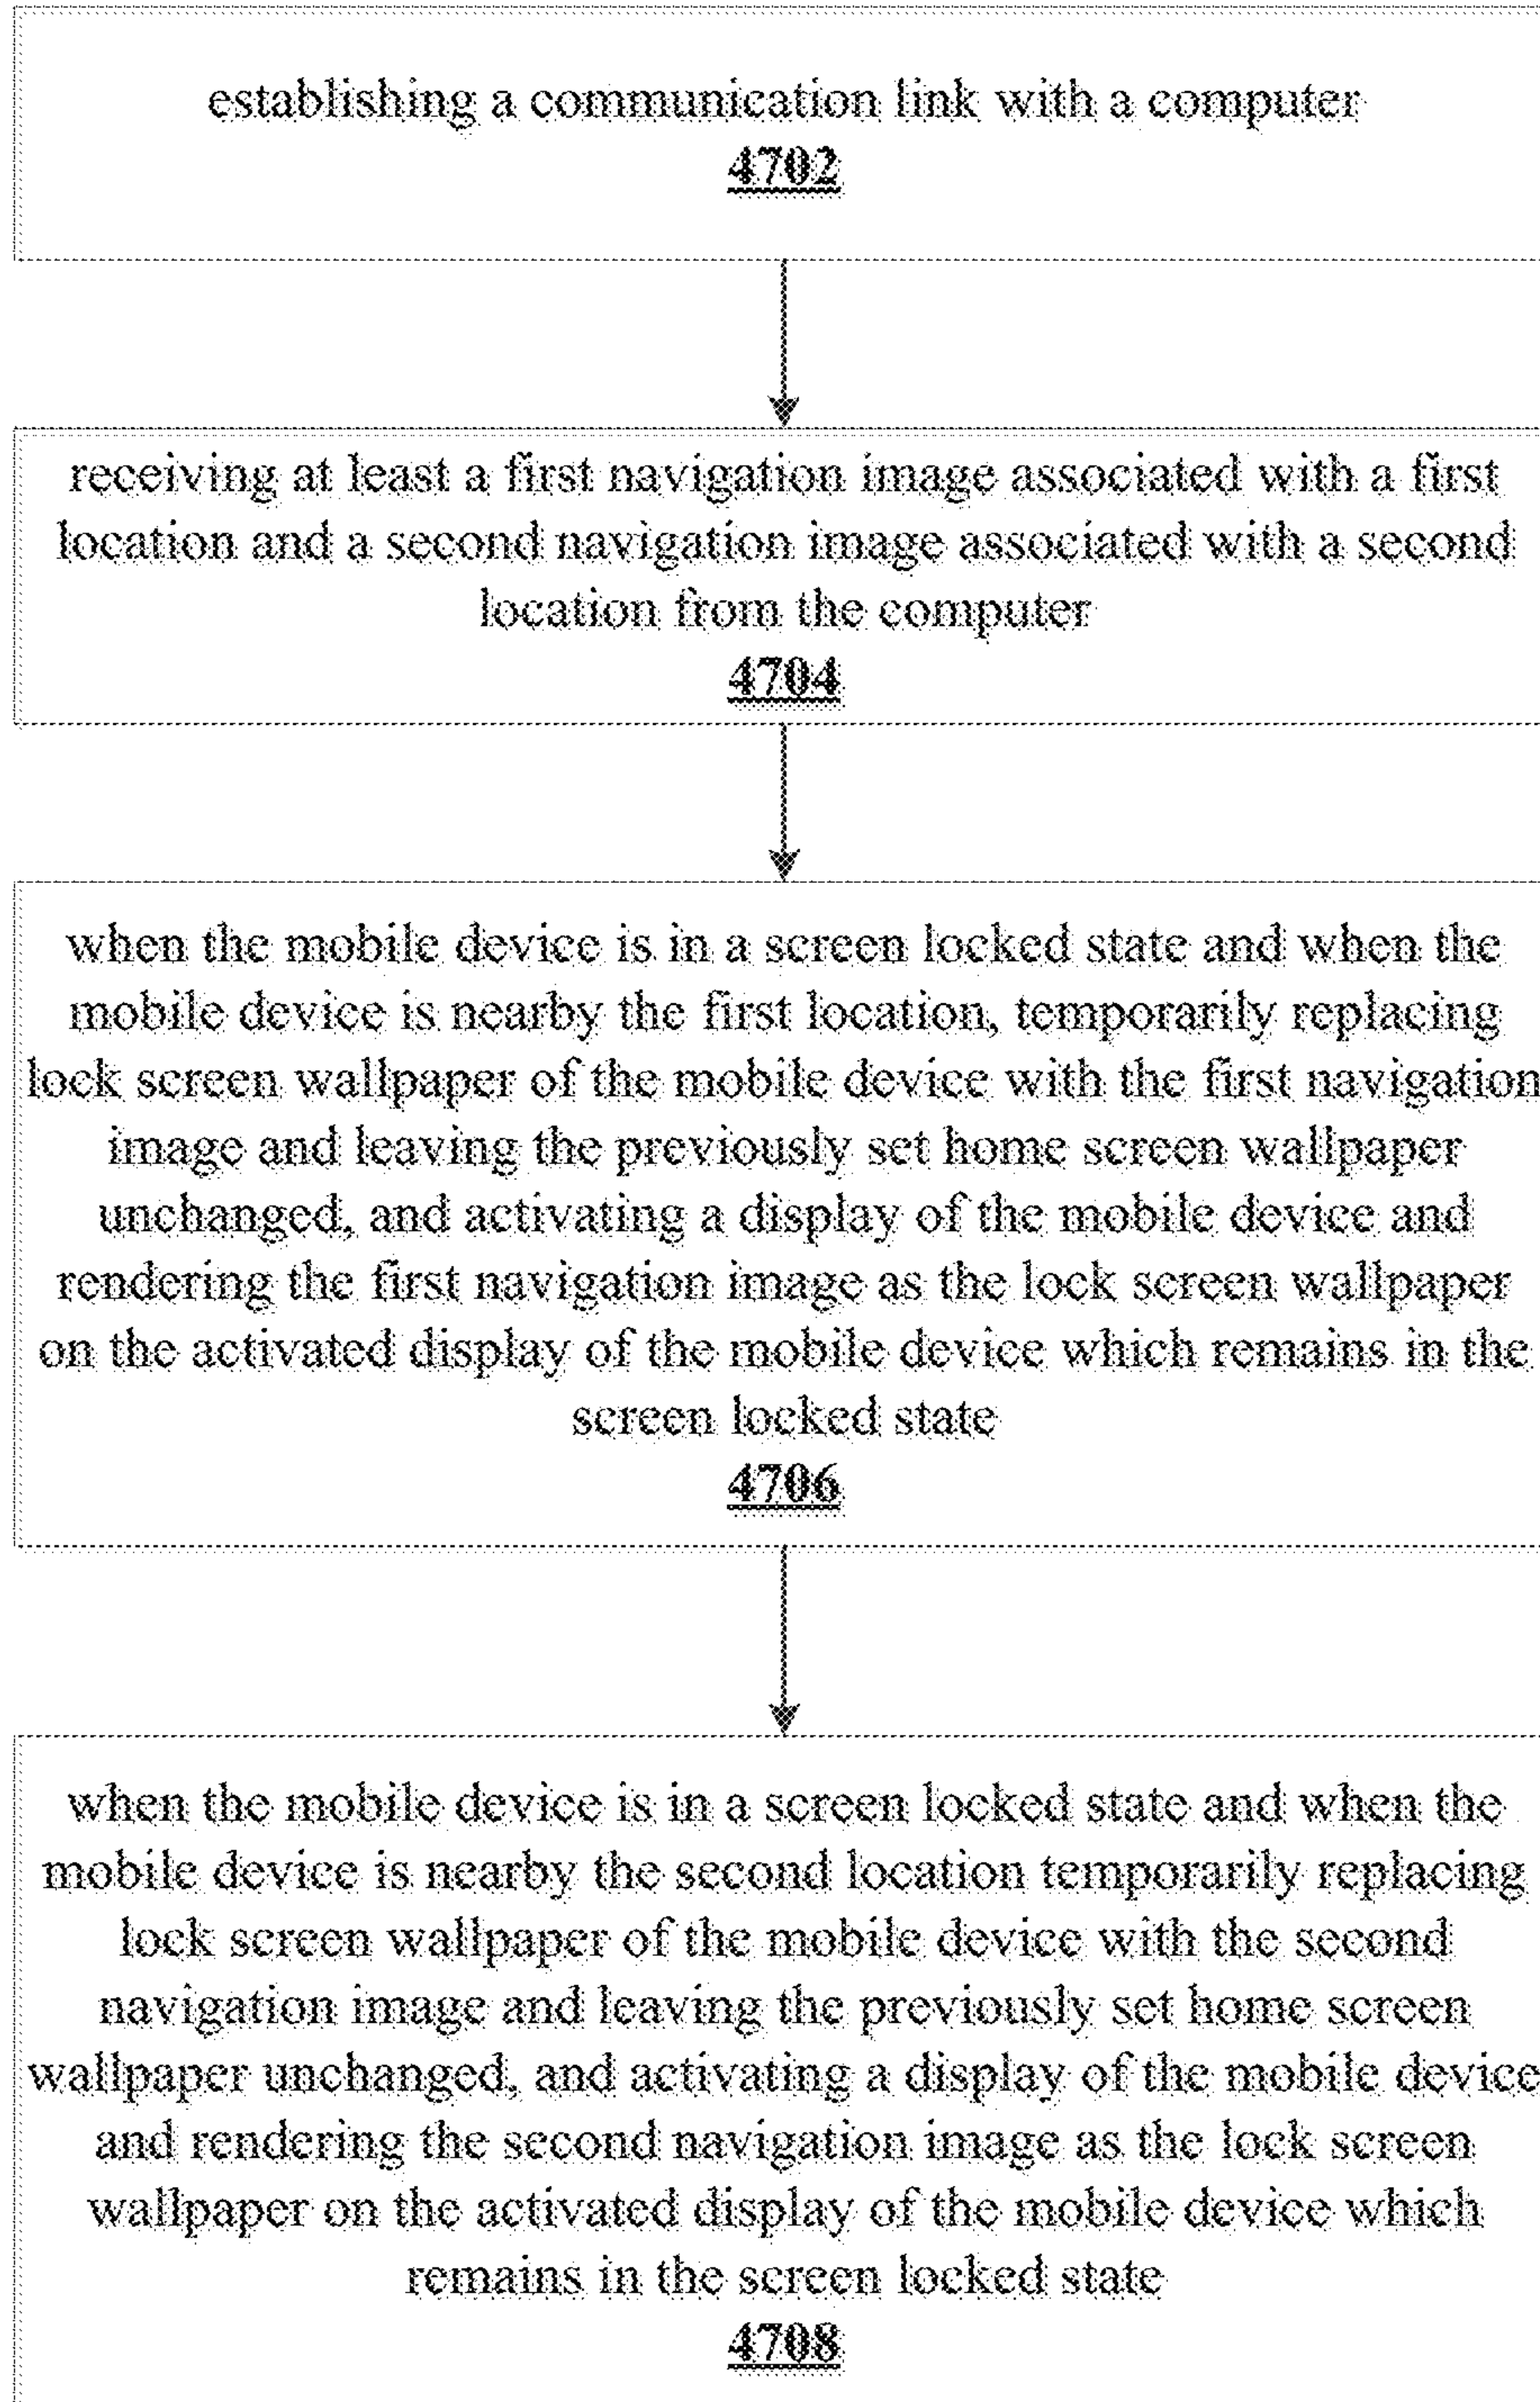 establishing a communication link with a computer
4702
receiving at least a first navigation image associated with a first
location and a second navigation image associated with a second
location from the computer
4704
when the mobile device is in a screen locked state and when the
mobile device is nearby the first location, temporarily replacing
lock screen wallpaper of the mobile device with the first navigation
image and leaving the previously set home screen wallpaper
unchanged, and activating a display of the mobile device and
rendering the first navigation image as the lock screen wallpaper
on the activated display of the mobile device which remains in the
screen locked state
4706
when the mobile device is in a screen locked state and when the
mobile device is nearby the second location temporarily replacing
lock screen wallpaper of the mobile device with the second
navigation image and leaving the previously set home screen
wallpaper unchanged, and activating a display of the mobile device
and rendering the second navigation image as the lock screen
wallpaper on the activated display of the mobile device which
remains in the screen locked state
4708